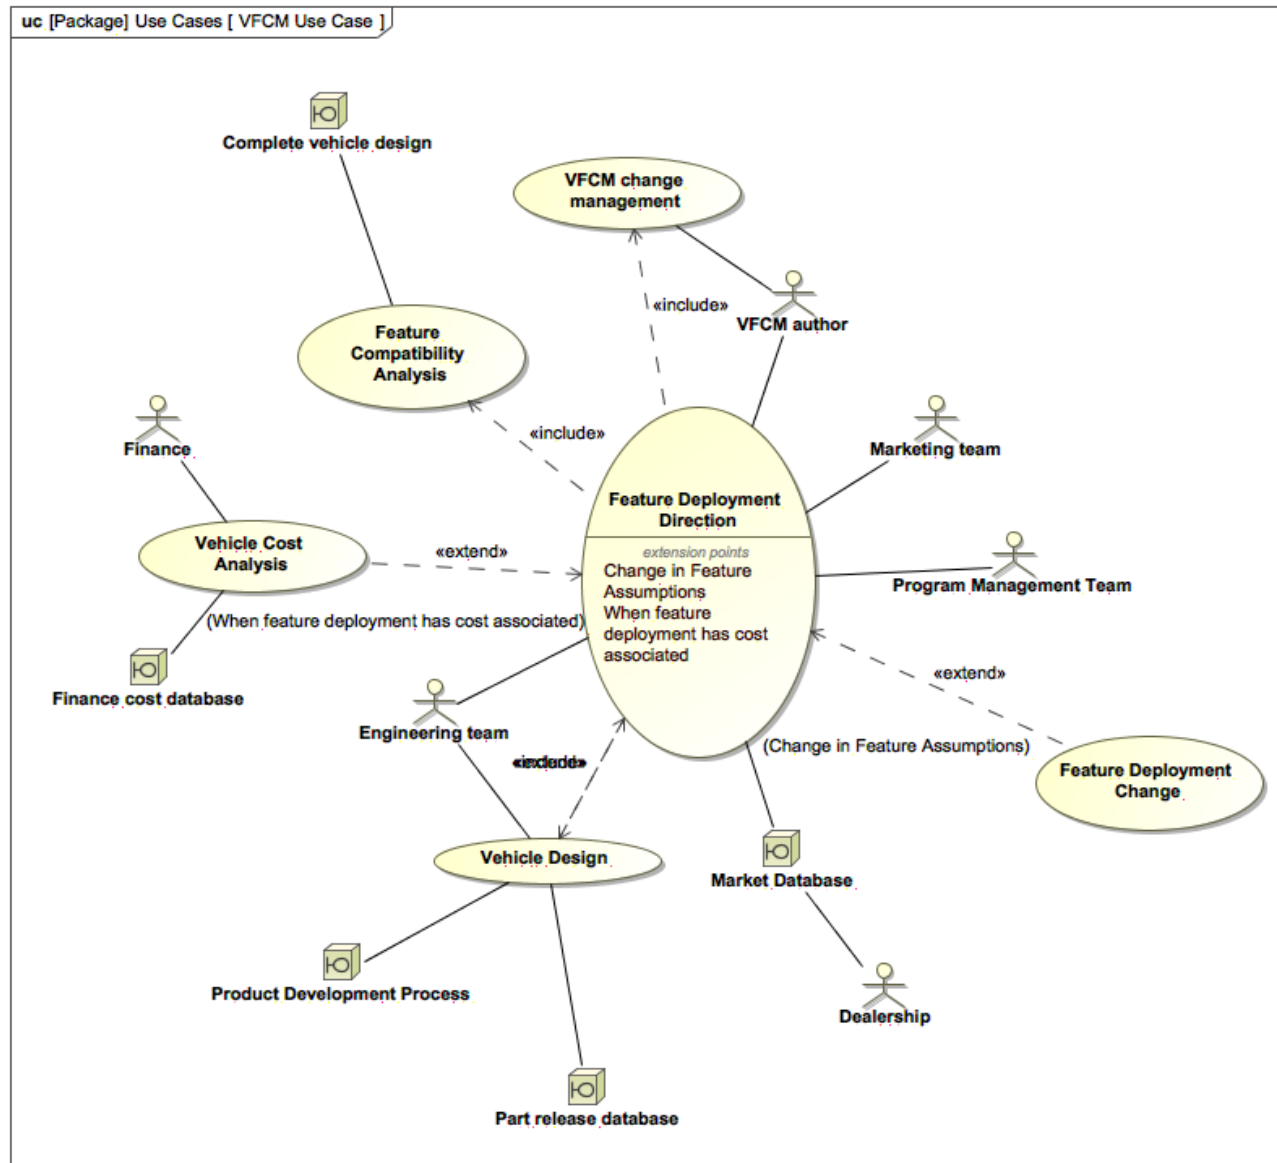 uc [Package] Use Cases [ VFCM Use Case ]
Complete vehicle design
VFCM change
management
«include»
VFCM author
Feature
Compatibility
Analysis
Finance
«include»
Marketing team
Feature Deployment
Direction
Vehicle Cost
Analysis
«extend»
extension points
Change in Feature
Assumptions
When feature
deployment has cost
associated
Program Management Team
(When feature deployment has cost associated)
Finance cost database
«extend»
Engineering team
(Change in Feature Assumptions)
Feature Deployment
Change
Vehicle Design
Market Database
Product Development Process
Dealership
Part release database